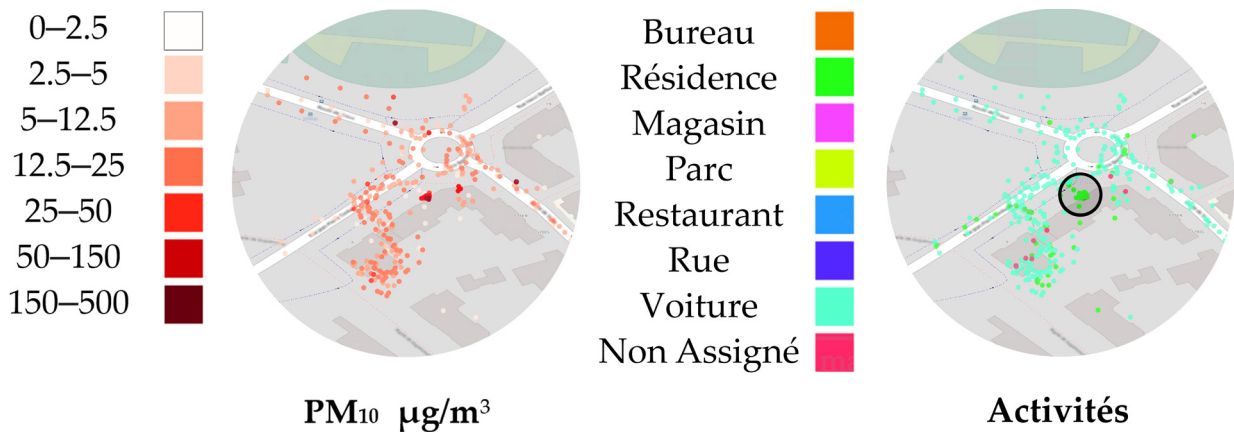 0–2.5
2.5–5
5–12.5
12.5–25
25–50
50–150
150–500
PM₁₀ µg/m³
Bureau
Résidence
Magasin
Parc
Restaurant
Rue
Voiture
Non Assigné
Activités